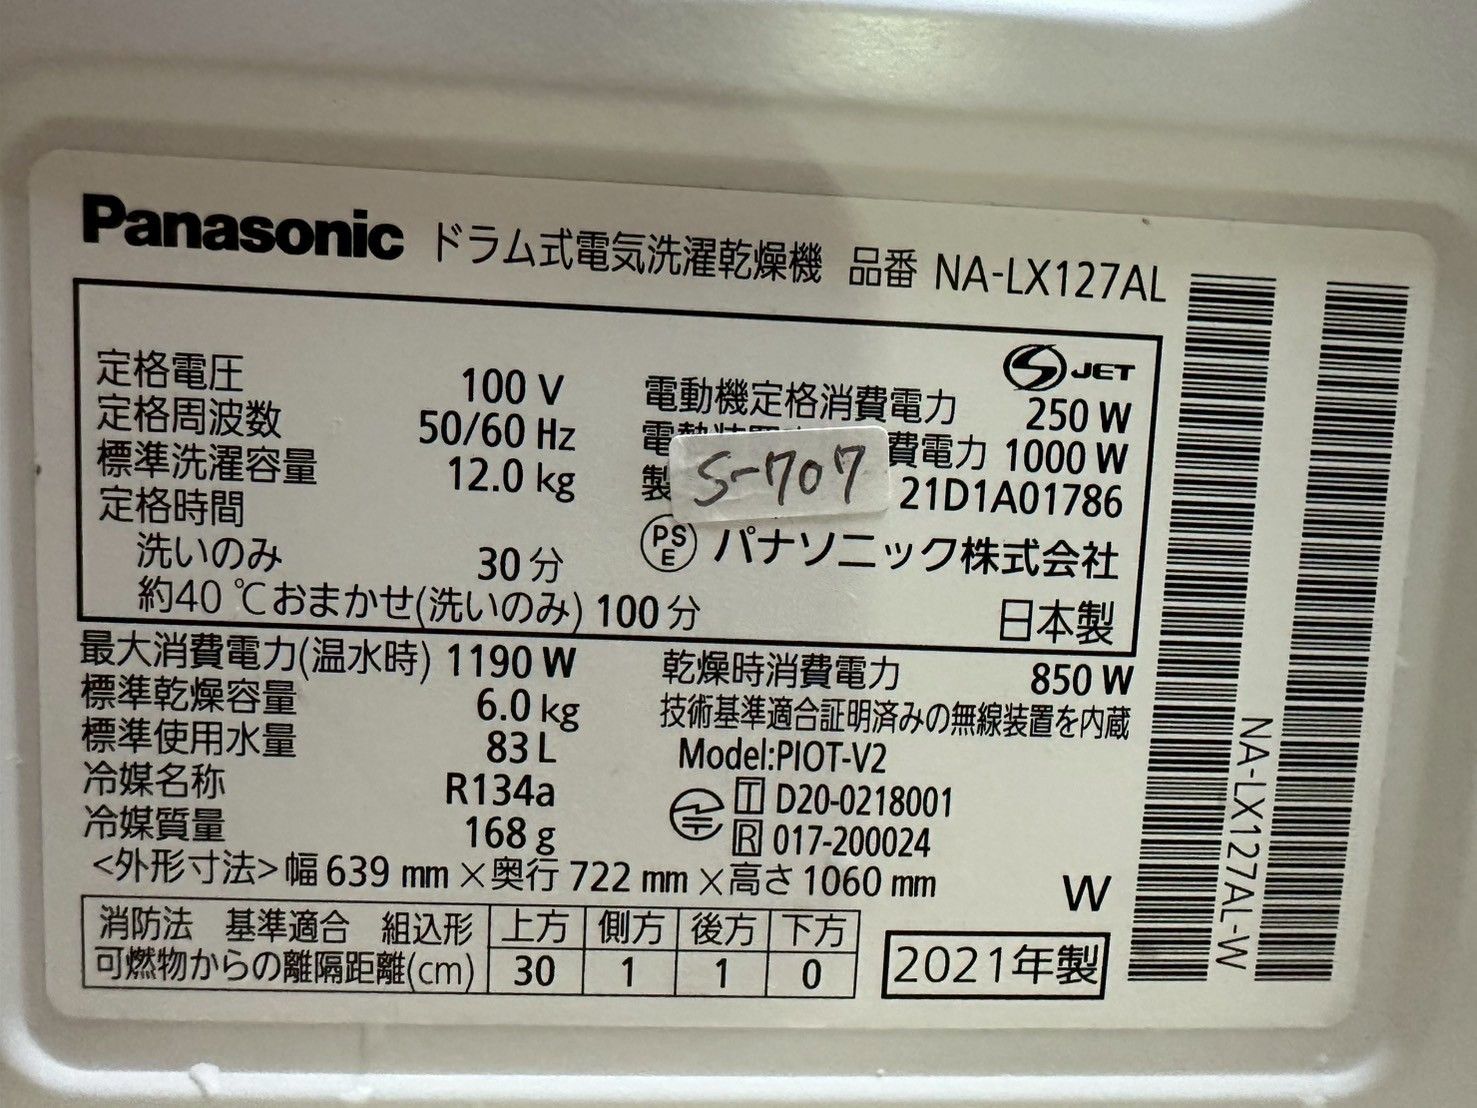 Panasonic ドラム式電気洗濯乾燥機 品番 NA-LX127AL
JET
定格電圧 100 V
定格周波数 50/60 Hz
標準洗濯容量 12.0 kg
定格時間
洗いのみ 30 分
約40 ℃おまかせ(洗いのみ) 100 分
電動機定格消費電力 250 W
費電力 1000 W
製 21D1A01786
S-707
PSE パナソニック株式会社
日本製
最大消費電力(温水時) 1190 W
標準乾燥容量 6.0 kg
標準使用水量 83 L
冷媒名称 R134a
冷媒質量 168 g
乾燥時消費電力 850 W
技術基準適合証明済みの無線装置を内蔵
Model:PIOT-V2
T D20-0218001
R 017-200024
<外形寸法>幅 639 mm×奥行 722 mm×高さ 1060 mm
W
消防法 基準適合 組込形 上方 側方 後方 下方
可燃物からの離隔距離(cm) 30 1 1 0
2021年製
NA-LX127AL-W